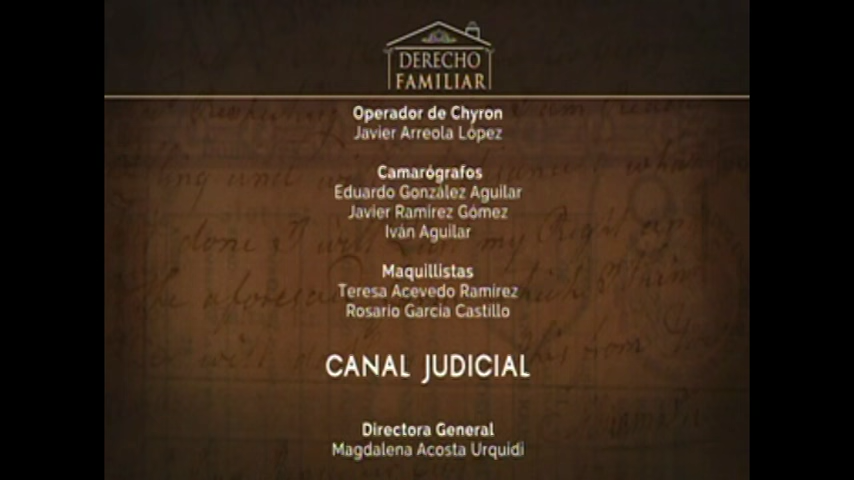 DERECHO
FAMILIAR
Operador de Chyron
Javier Arreola López
Camarógrafos
Eduardo González Aguilar
Javier Ramírez Gómez
Iván Aguilar
Maquillistas
Teresa Acevedo Ramírez
Rosario García Castillo
CANAL JUDICIAL
Directora General
Magdalena Acosta Urquidi